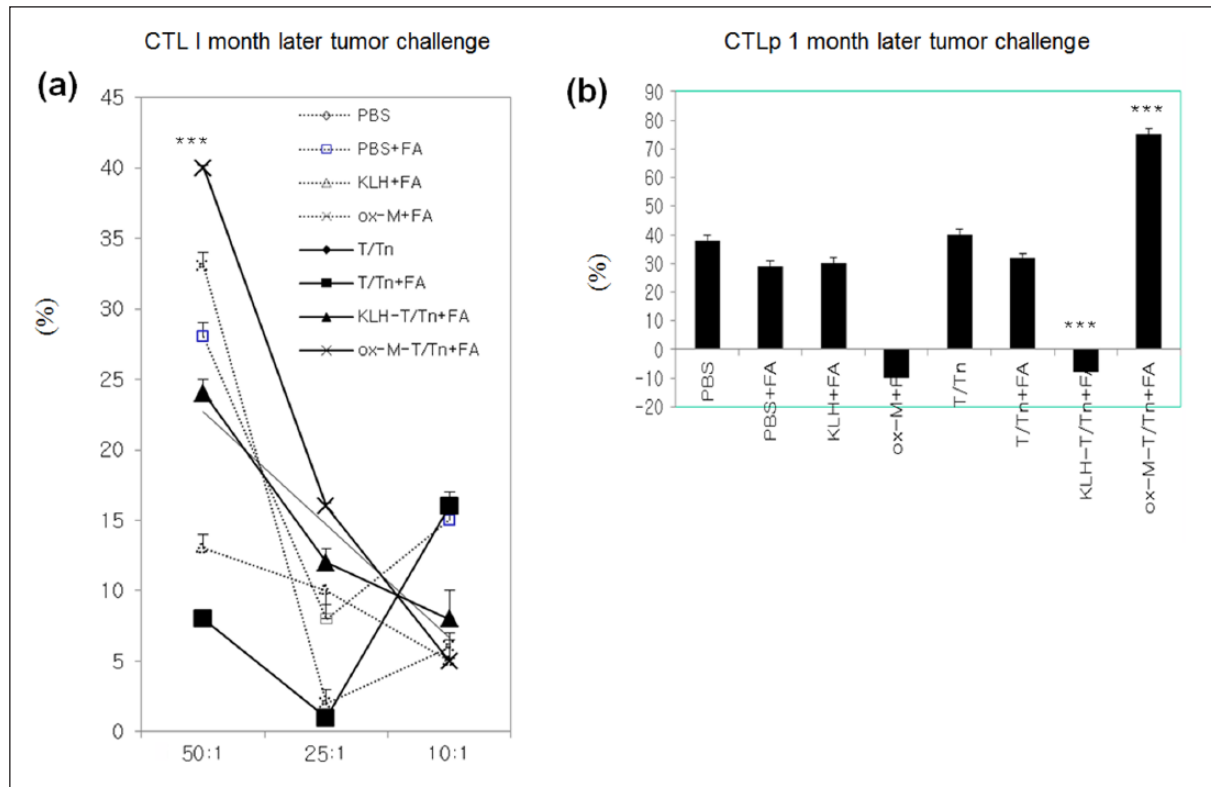 CTL I month later tumor challenge
CTLp 1 month later tumor challenge
(a)
45
40
35
30
25
20
15
10
5
0
(%)
***
PBS
PBS+FA
KLH+FA
ox-M+FA
T/Tn
T/Tn+FA
KLH-T/Tn+FA
ox-M-T/Tn+FA
50:1
25:1
10:1
(b)
90
80
70
60
50
40
30
20
10
0
-10
-20
(%)
***
***
PBS
PBS+FA
KLH+FA
ox-M+F
T/Tn
T/Tn+FA
KLH-T/Tn+FA
ox-M-T/Tn+FA